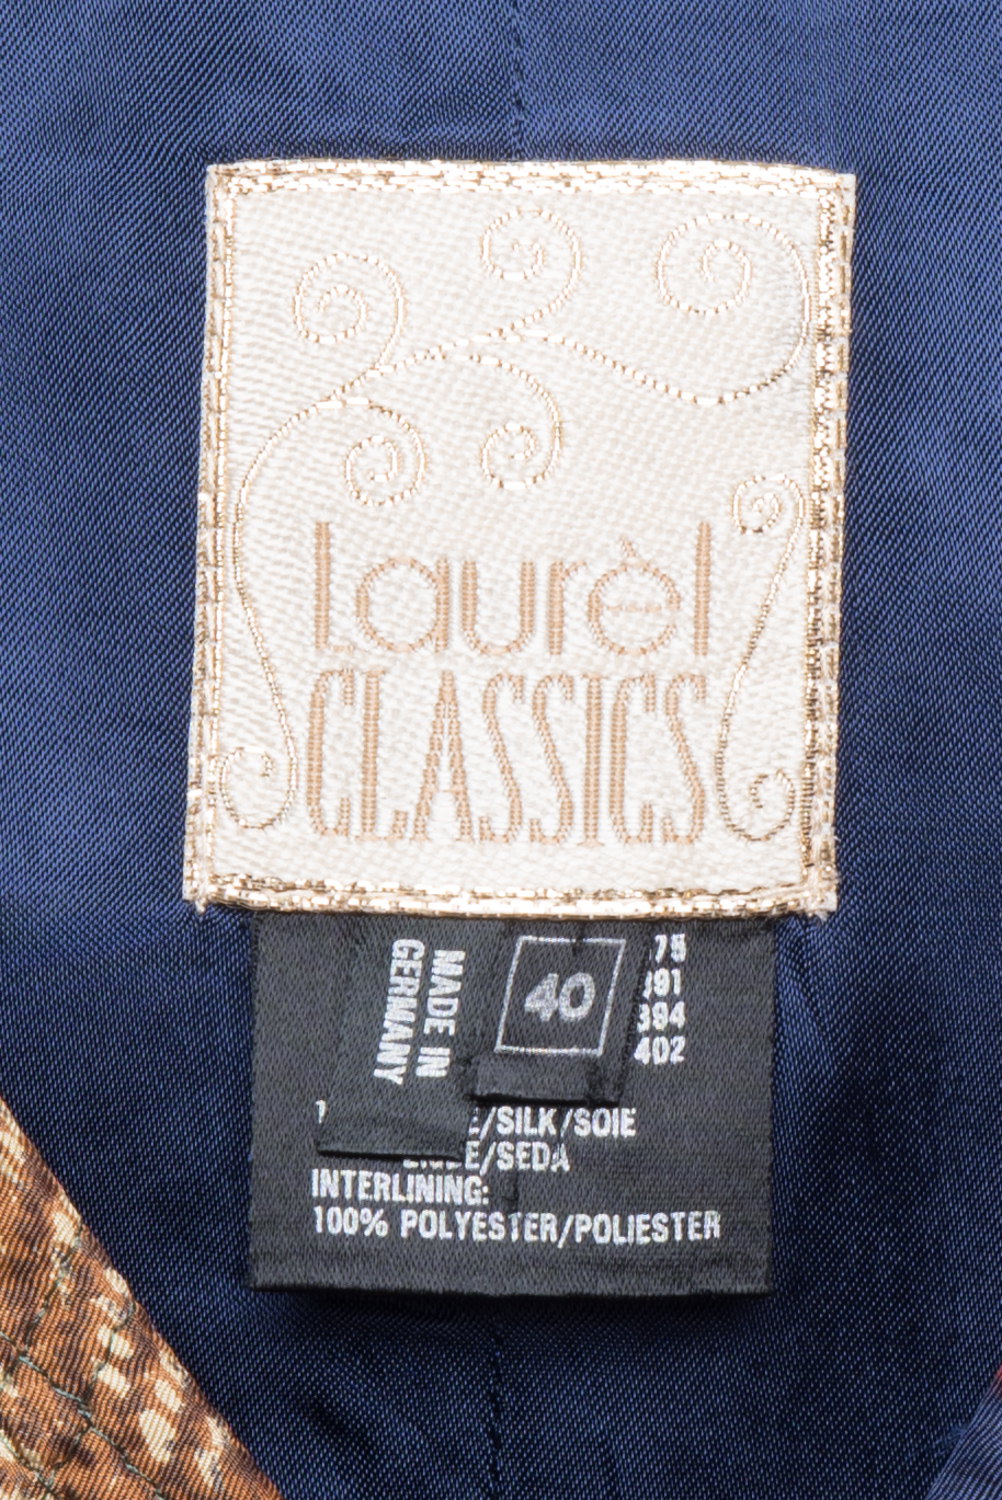 Laurèl
CLASSICS
MADE IN
GERMANY
40
75
391
394
402
/SILK/SOIE
/SEDA
INTERLINING:
100% POLYESTER/POLIESTER